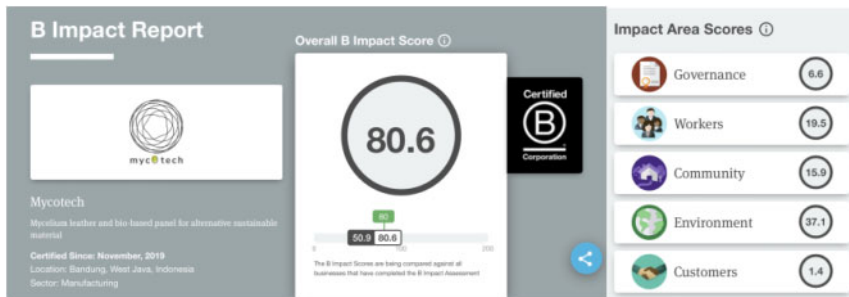 B Impact Report
mycotech
Mycotech
Mycelium leather and bio-based panel for alternative sustainable
material
Certified Since: November, 2019
Location: Bandung, West Java, Indonesia
Sector: Manufacturing
Overall B Impact Score
80.6
80
50.9 80.6
0 100 200
The B Impact Scores are being compared against all
businesses that have completed the B Impact Assessment
Certified
B
Corporation
Impact Area Scores
Governance 6.6
Workers 19.5
Community 15.9
Environment 37.1
Customers 1.4